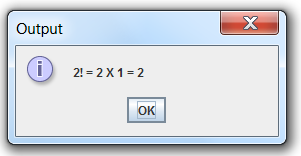 Output
2! = 2 X 1 = 2
OK